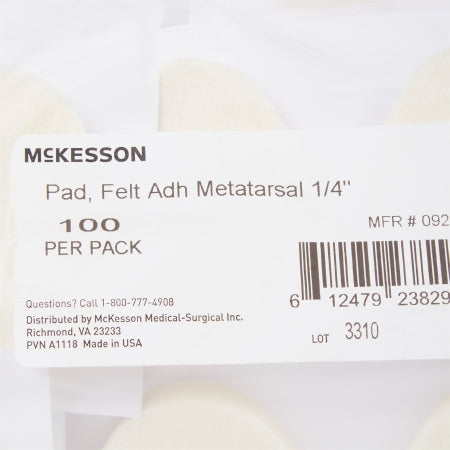 McKESSON
Pad, Felt Adh Metatarsal 1/4"
100
PER PACK
MFR # 092
6 12479 23829
Questions? Call 1-800-777-4908
Distributed by McKesson Medical-Surgical Inc.
Richmond, VA 23233
PVN A1118 Made in USA
LOT 3310